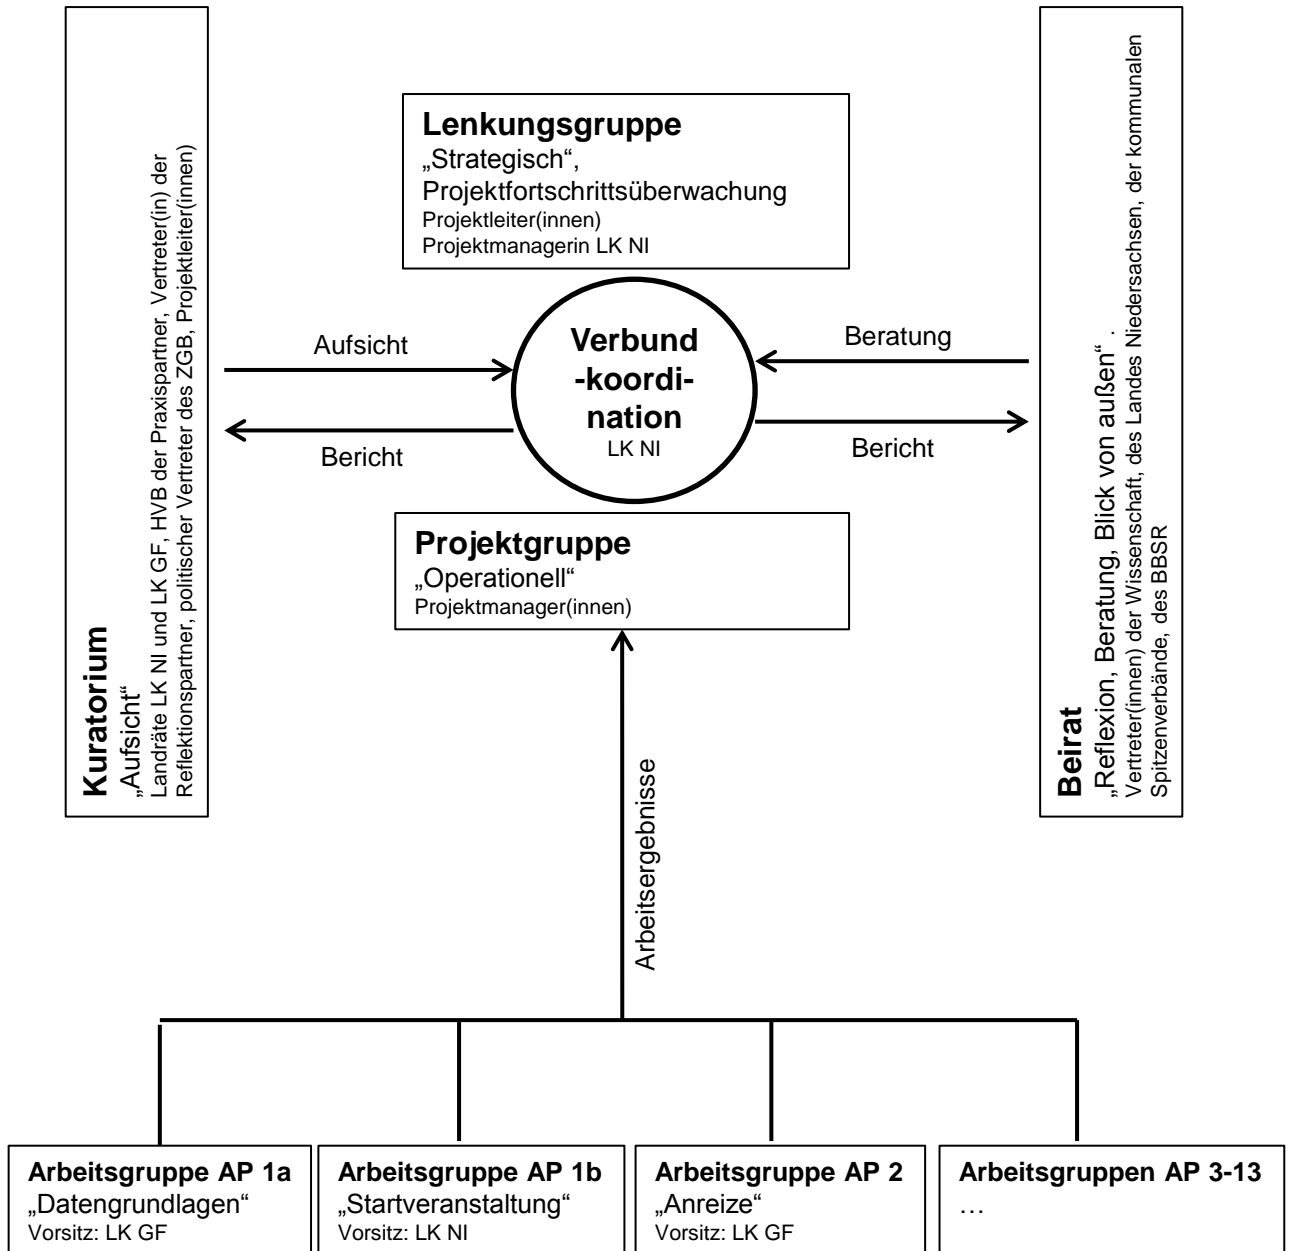 Kuratorium
„Aufsicht“
Landräte LK NI und LK GF, HVB der Praxispartner, Vertreter(in) der
Reflektionspartner, politischer Vertreter des ZGB, Projektleiter(innen)
Lenkungsgruppe
„Strategisch“,
Projektfortschrittsüberwachung
Projektleiter(innen)
Projektmanagerin LK NI
Aufsicht
Bericht
Verbund
-koordi-
nation
LK NI
Beratung
Bericht
Projektgruppe
„Operationell“
Projektmanager(innen)
Beirat
„Reflexion, Beratung, Blick von außen“ .
Vertreter(innen) der Wissenschaft, des Landes Niedersachsen, der kommunalen
Spitzenverbände, des BBSR
Arbeitsergebnisse
Arbeitsgruppe AP 1a
„Datengrundlagen“
Vorsitz: LK GF
Arbeitsgruppe AP 1b
„Startveranstaltung“
Vorsitz: LK NI
Arbeitsgruppe AP 2
„Anreize“
Vorsitz: LK GF
Arbeitsgruppen AP 3-13
…